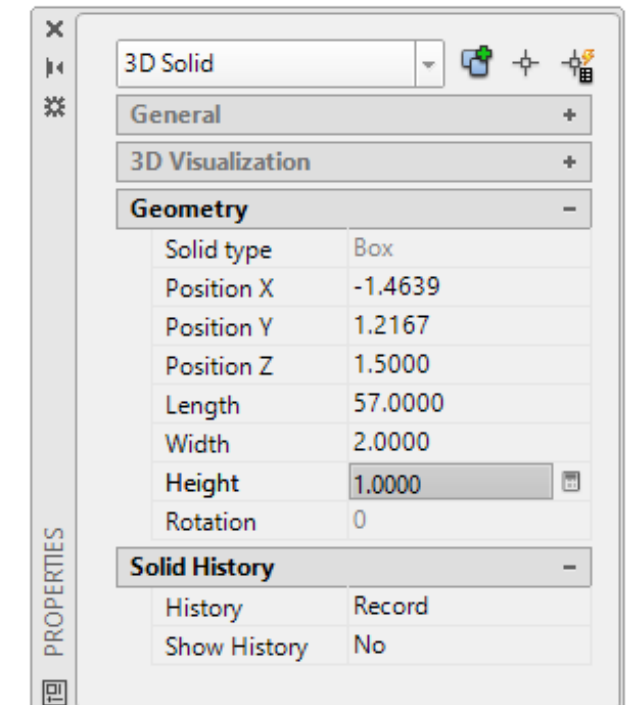 3D Solid
General
3D Visualization
Geometry
Solid type Box
Position X -1.4639
Position Y 1.2167
Position Z 1.5000
Length 57.0000
Width 2.0000
Height 1.0000
Rotation 0
Solid History
History Record
Show History No
PROPERTIES